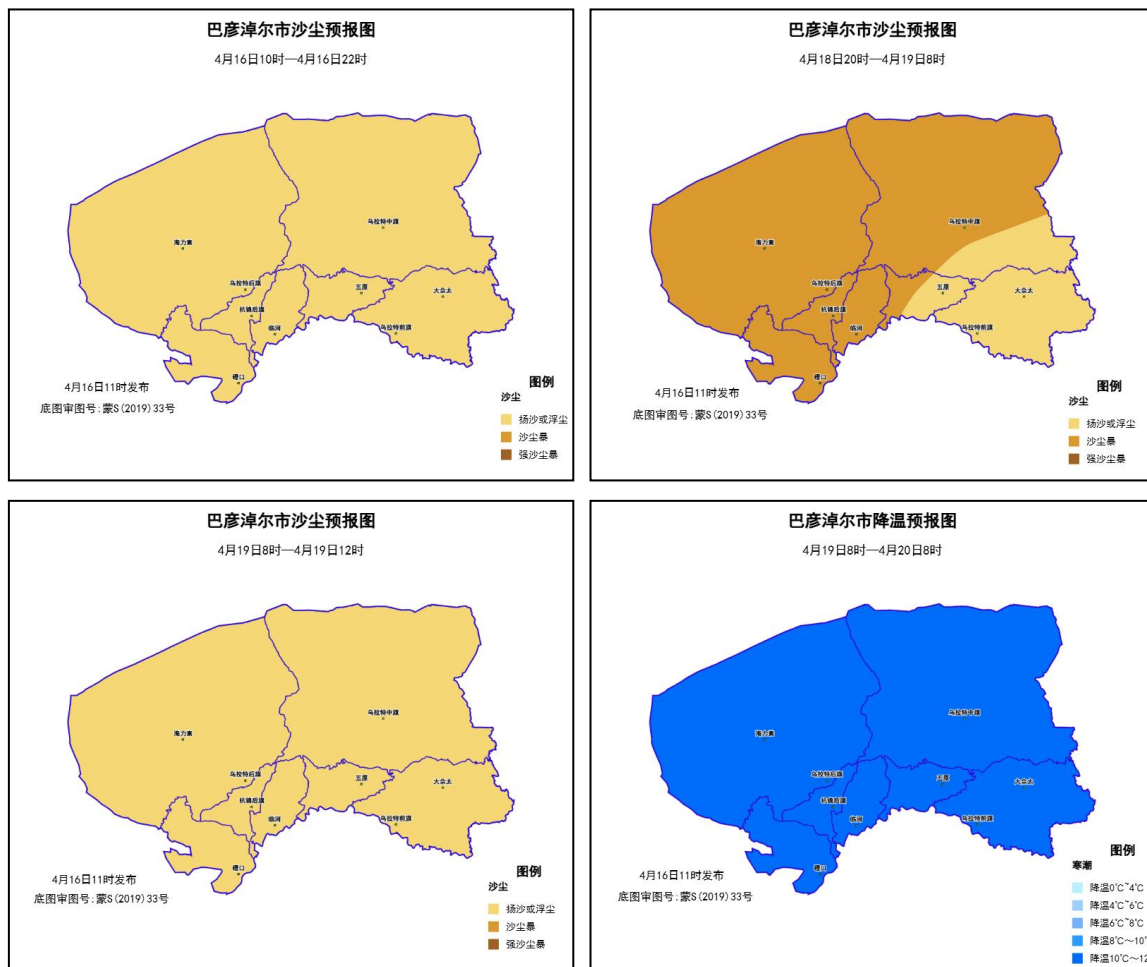 巴彦淖尔市沙尘预报图
4月16日10时—4月16日22时
乌拉特中旗
海力素
乌拉特后旗
五原
大佘太
杭锦后旗
临河
乌拉特前旗
磴口
4月16日11时发布
底图审图号:蒙S(2019)33号
图例
沙尘
扬沙或浮尘
沙尘暴
强沙尘暴
巴彦淖尔市沙尘预报图
4月18日20时—4月19日8时
乌拉特中旗
海力素
乌拉特后旗
五原
大佘太
杭锦后旗
临河
乌拉特前旗
磴口
4月16日11时发布
底图审图号:蒙S(2019)33号
图例
沙尘
扬沙或浮尘
沙尘暴
强沙尘暴
巴彦淖尔市沙尘预报图
4月19日8时—4月19日12时
乌拉特中旗
海力素
乌拉特后旗
五原
大佘太
杭锦后旗
临河
乌拉特前旗
磴口
4月16日11时发布
底图审图号:蒙S(2019)33号
图例
沙尘
扬沙或浮尘
沙尘暴
强沙尘暴
巴彦淖尔市降温预报图
4月19日8时—4月20日8时
乌拉特中旗
海力素
乌拉特后旗
五原
大佘太
杭锦后旗
临河
乌拉特前旗
磴口
4月16日11时发布
底图审图号:蒙S(2019)33号
图例
寒潮
降温0℃~4℃
降温4℃~6℃
降温6℃~8℃
降温8℃～10°
降温10℃～12